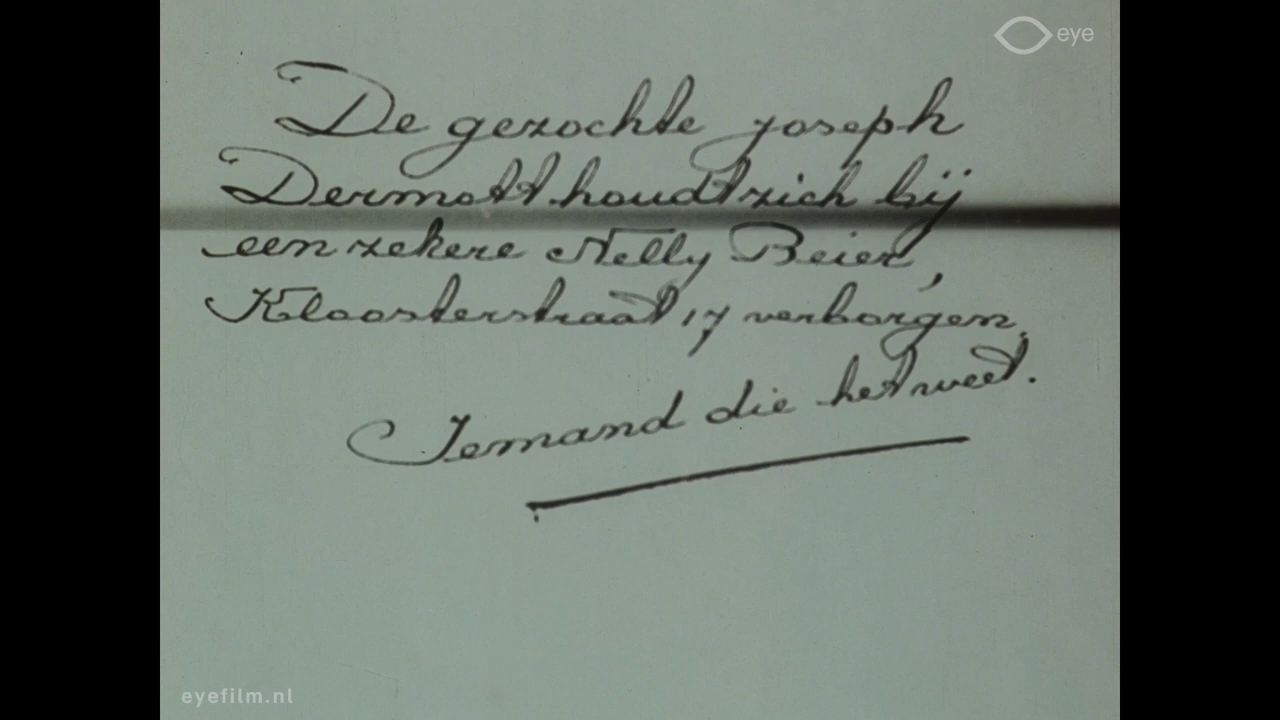 eye
De gezochte Joseph
Dermott houdt zich bij
een zekere Nelly Beier,
Kloosterstraat 17 verborgen.
Iemand die het weet.
eyefilm.nl